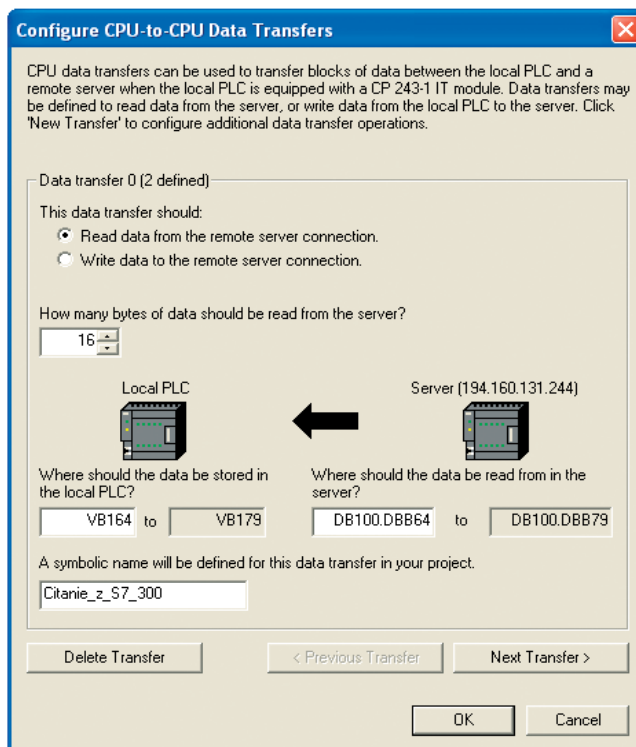 Configure CPU-to-CPU Data Transfers
CPU data transfers can be used to transfer blocks of data between the local PLC and a
remote server when the local PLC is equipped with a CP 243-1 IT module. Data transfers may
be defined to read data from the server, or write data from the local PLC to the server. Click
'New Transfer' to configure additional data transfer operations.
Data transfer 0 (2 defined)
This data transfer should:
Read data from the remote server connection.
Write data to the remote server connection.
How many bytes of data should be read from the server?
16
Local PLC
Server (194.160.131.244)
Where should the data be stored in
the local PLC?
Where should the data be read from in the
server?
VB164 to VB179
DB100.DBB64 to DB100.DBB79
A symbolic name will be defined for this data transfer in your project.
Citanie_z_S7_300
Delete Transfer
< Previous Transfer
Next Transfer >
OK
Cancel